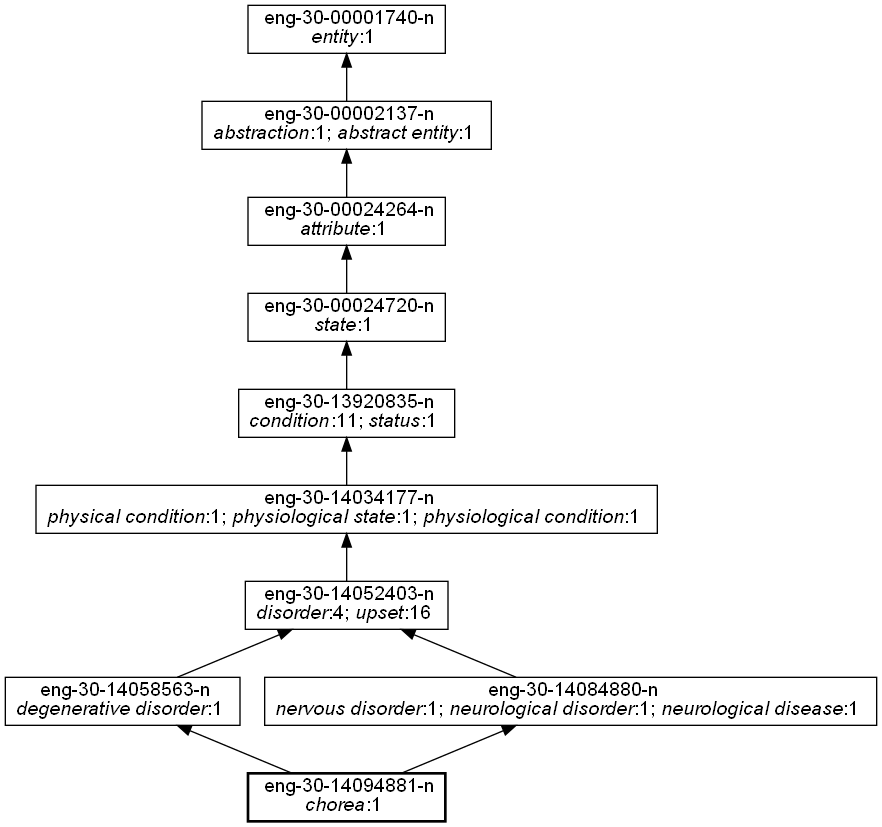 eng-30-00001740-n
entity:1
eng-30-00002137-n
abstraction:1; abstract entity:1
eng-30-00024264-n
attribute:1
eng-30-00024720-n
state:1
eng-30-13920835-n
condition:11; status:1
eng-30-14034177-n
physical condition:1; physiological state:1; physiological condition:1
eng-30-14052403-n
disorder:4; upset:16
eng-30-14058563-n
degenerative disorder:1
eng-30-14084880-n
nervous disorder:1; neurological disorder:1; neurological disease:1
eng-30-14094881-n
chorea:1